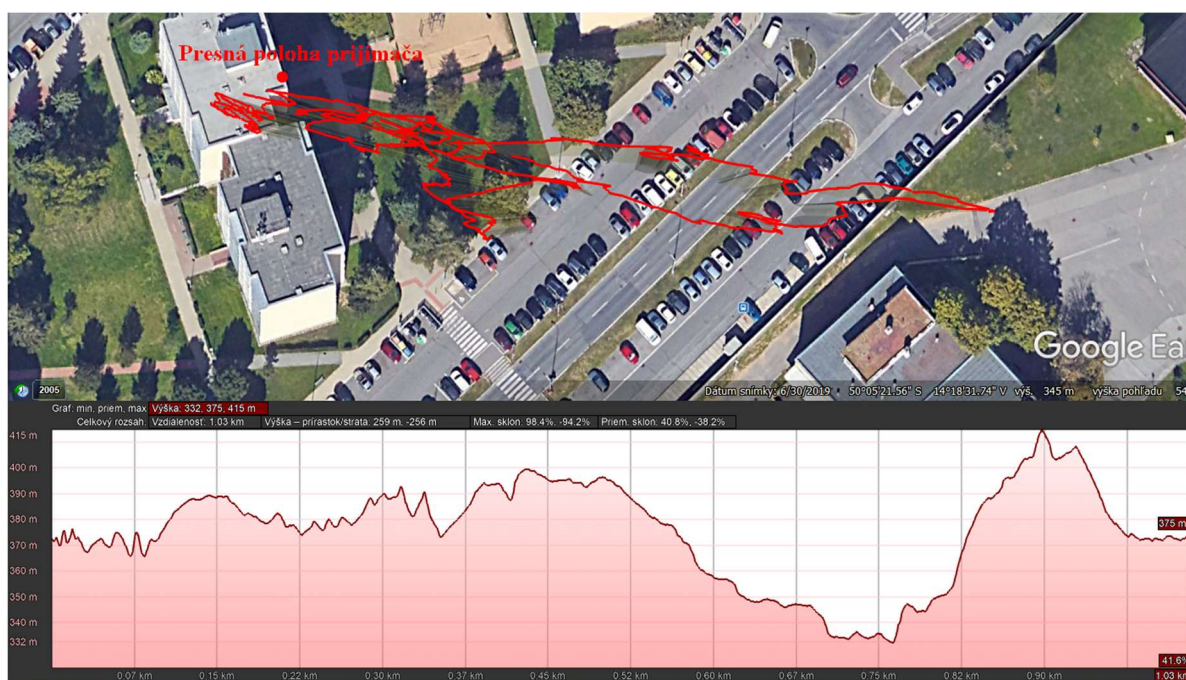 Presná poloha prijímača
Google Ea
2005
Dátum snímky: 6/30/2019 50°05'21.56" S 14°18'31.74" V výš. 345 m výška pohľadu 54
Graf: min, priem, max Výška: 332, 375, 415 m
Celkový rozsah: Vzdialenosť: 1.03 km Výška – prírastok/strata: 259 m, -256 m Max. sklon: 98.4%, -94.2% Priem. sklon: 40.8%, -38.2%
415 m
400 m
390 m
380 m
370 m
360 m
350 m
340 m
332 m
375 m
41.6%
0.07 km 0.15 km 0.22 km 0.30 km 0.37 km 0.45 km 0.52 km 0.60 km 0.67 km 0.75 km 0.82 km 0.90 km 1.03 km